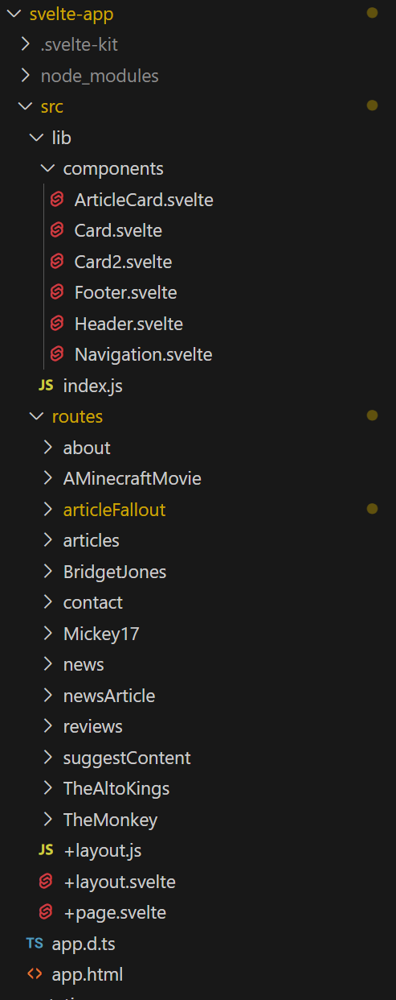 svelte-app
.svelte-kit
node_modules
src
lib
components
ArticleCard.svelte
Card.svelte
Card2.svelte
Footer.svelte
Header.svelte
Navigation.svelte
JS index.js
routes
about
AMinecraftMovie
articleFallout
articles
BridgetJones
contact
Mickey17
news
newsArticle
reviews
suggestContent
TheAltoKings
TheMonkey
JS +layout.js
+layout.svelte
+page.svelte
TS app.d.ts
<> app.html